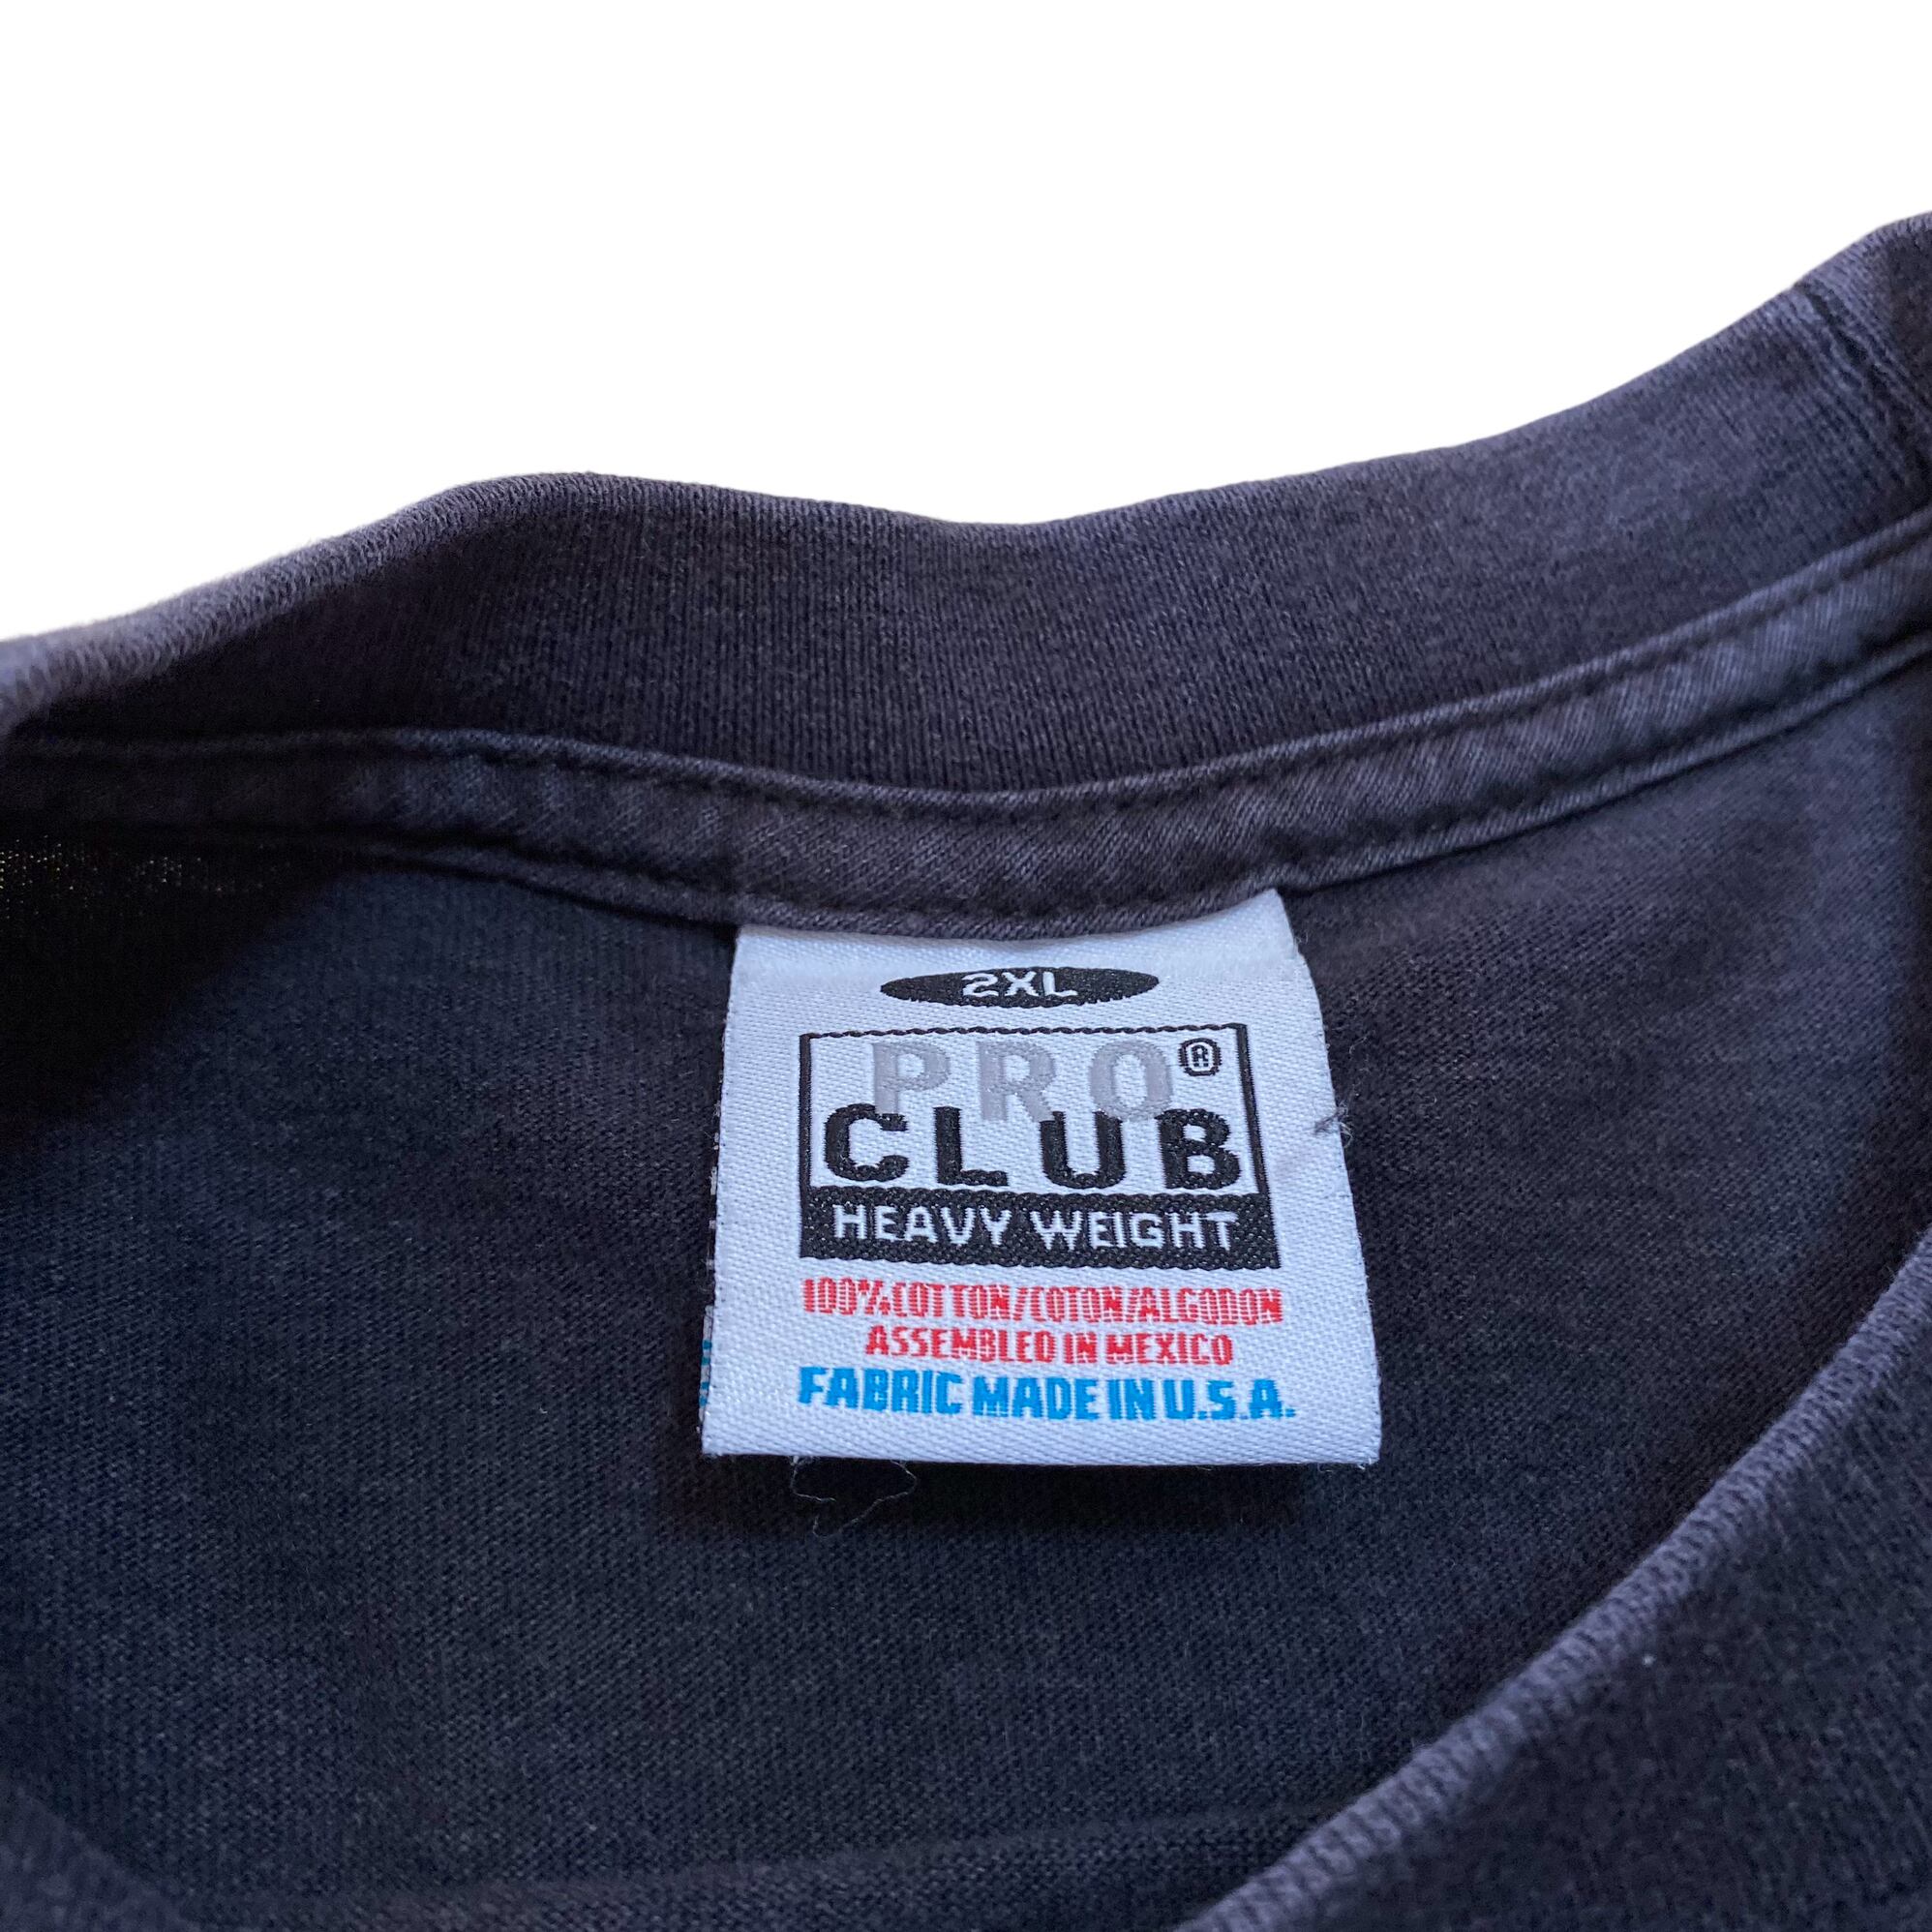 2XL
PRO®
CLUB
HEAVY WEIGHT
100%COTTON/COTON/ALGODON
ASSEMBLED IN MEXICO
FABRIC MADE IN U.S.A.